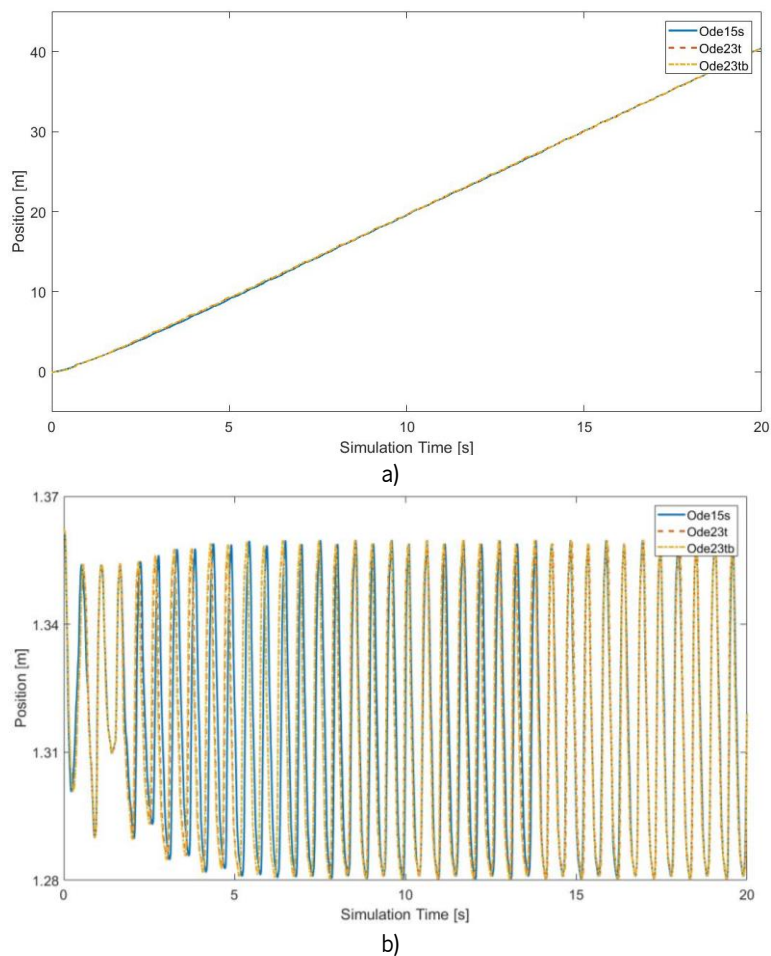 40
30
20
10
0
Position [m]
Ode15s
Ode23t
Ode23tb
0
5
10
15
20
Simulation Time [s]
a)
1.37
1.34
1.31
1.28
Position [m]
Ode15s
Ode23t
Ode23tb
0
5
10
15
20
Simulation Time [s]
b)